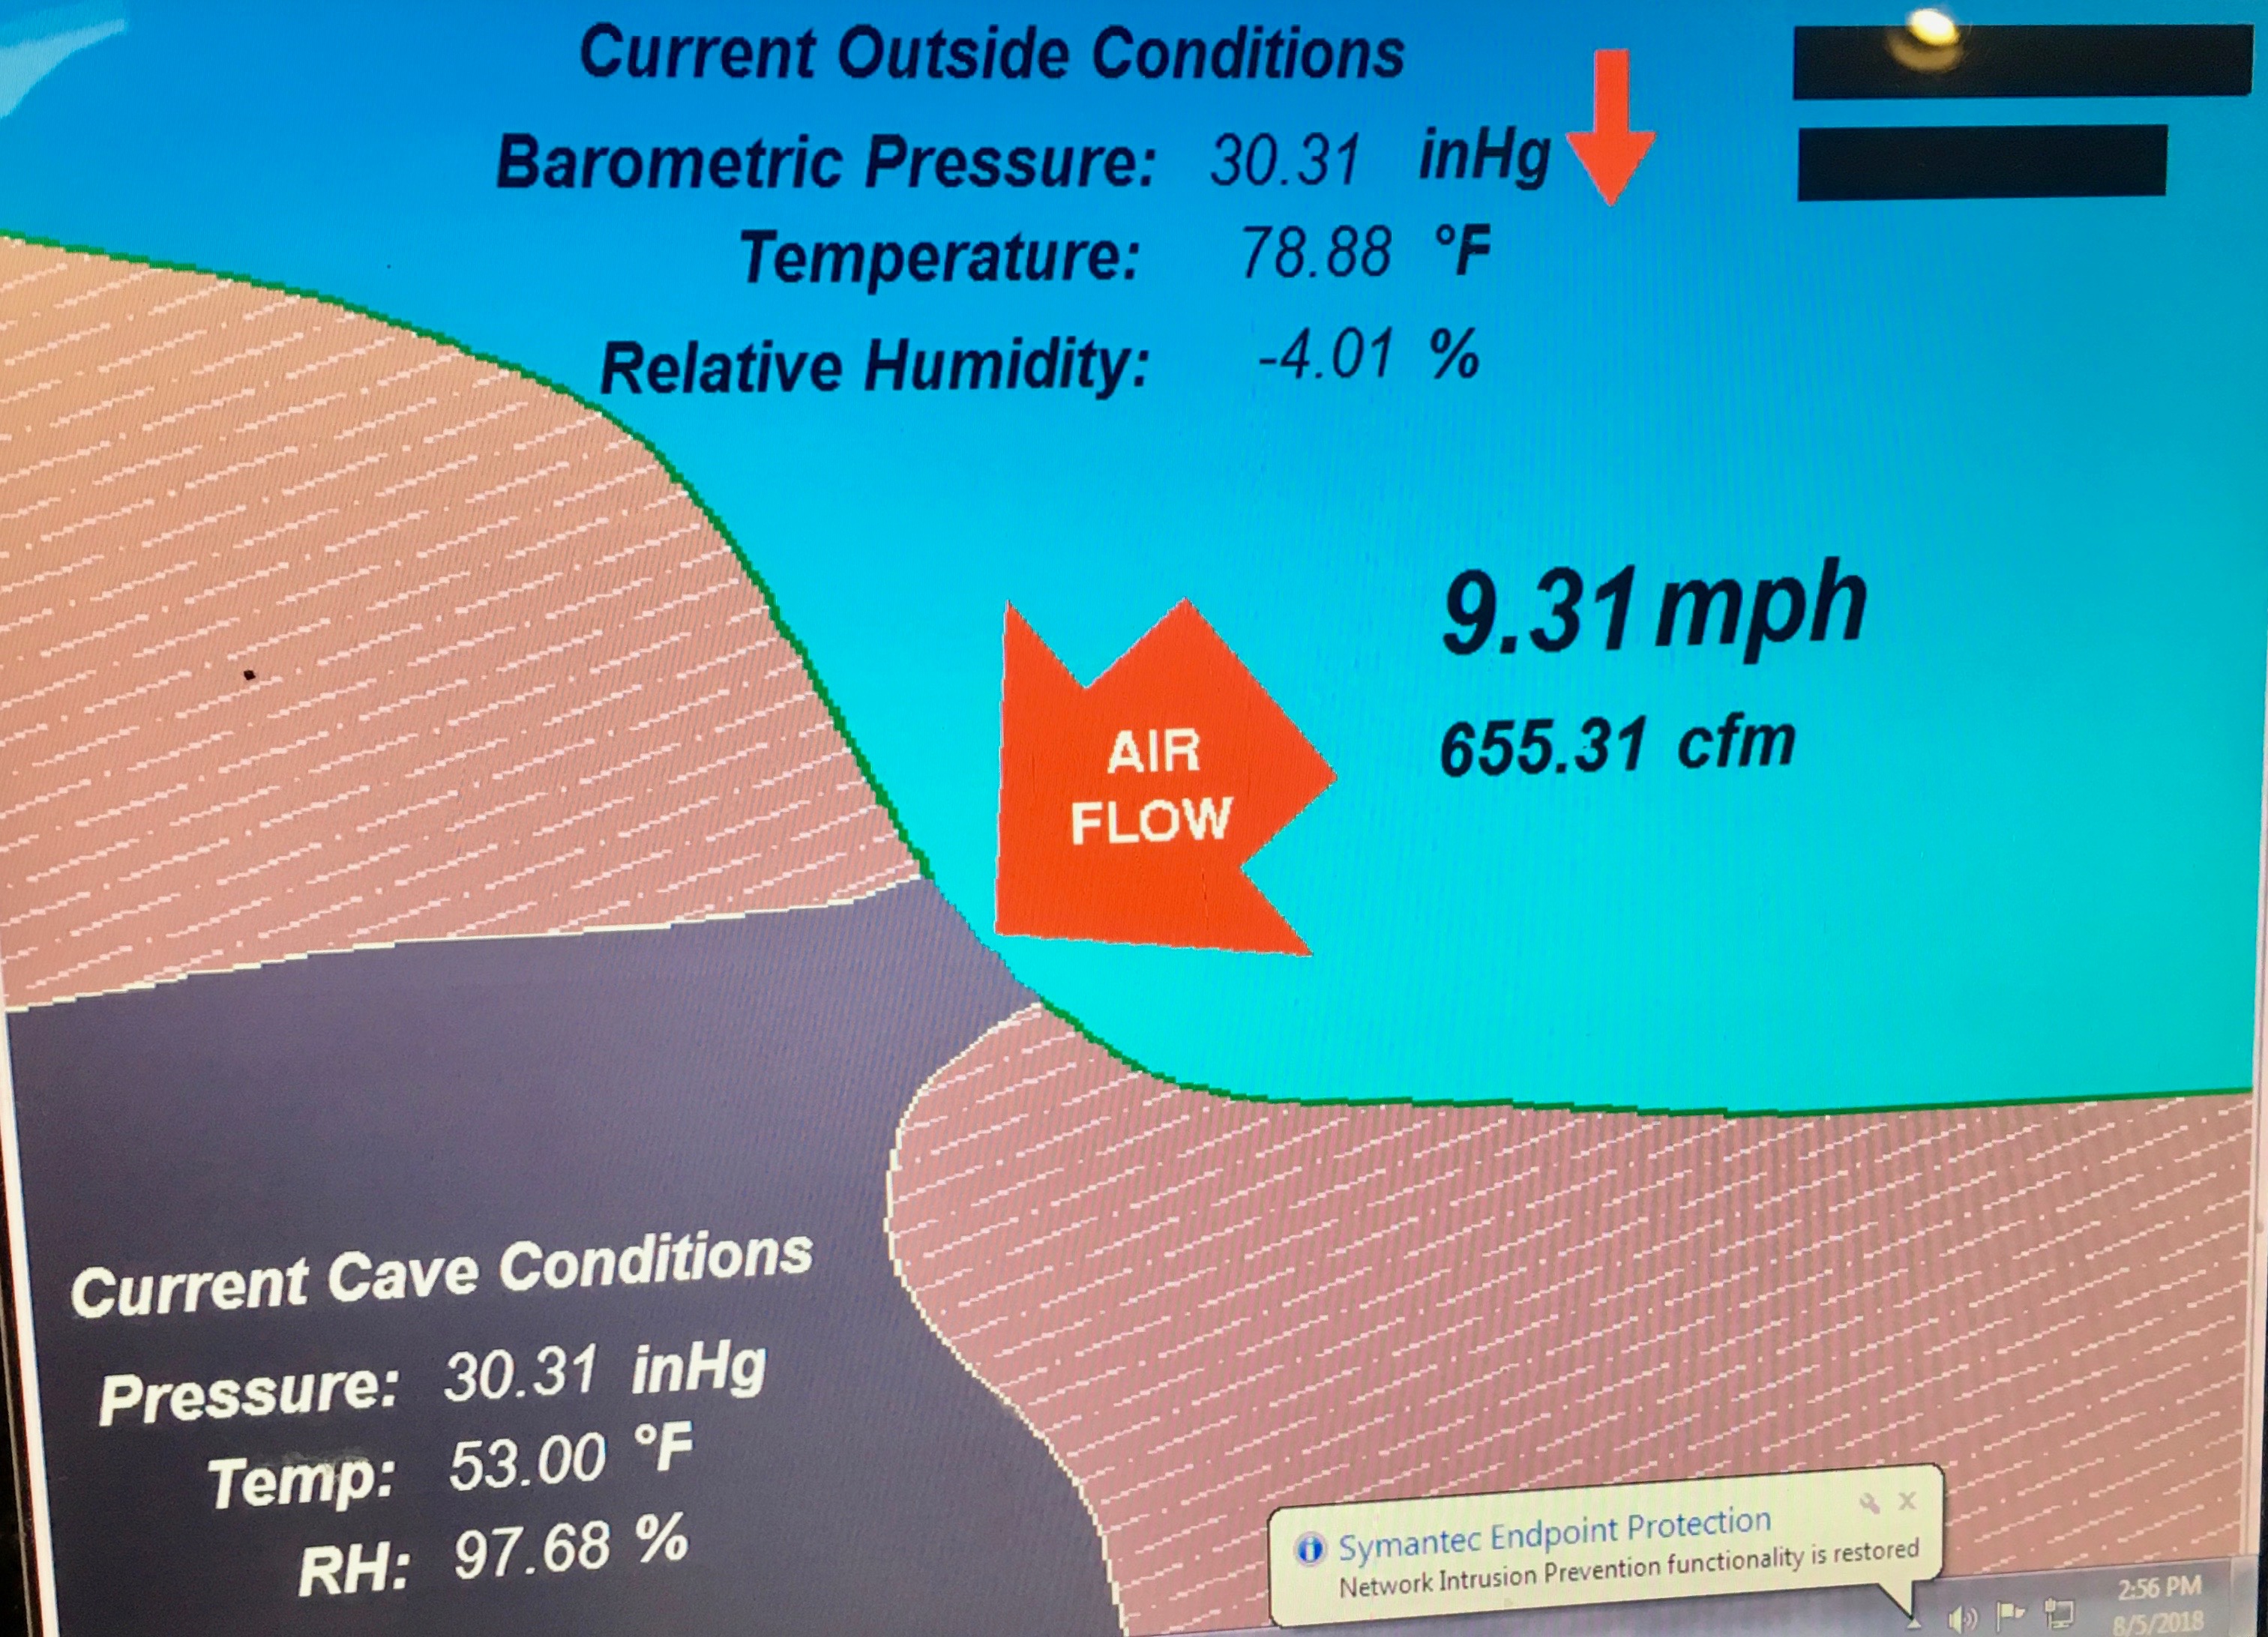 Current Outside Conditions
Barometric Pressure: 30.31 inHg
Temperature: 78.88 °F
Relative Humidity: -4.01 %
9.31 mph
655.31 cfm
AIR
FLOW
Current Cave Conditions
Pressure: 30.31 inHg
Temp: 53.00 °F
RH: 97.68 %
Symantec Endpoint Protection
Network Intrusion Prevention functionality is restored
2:56 PM
8/5/2018